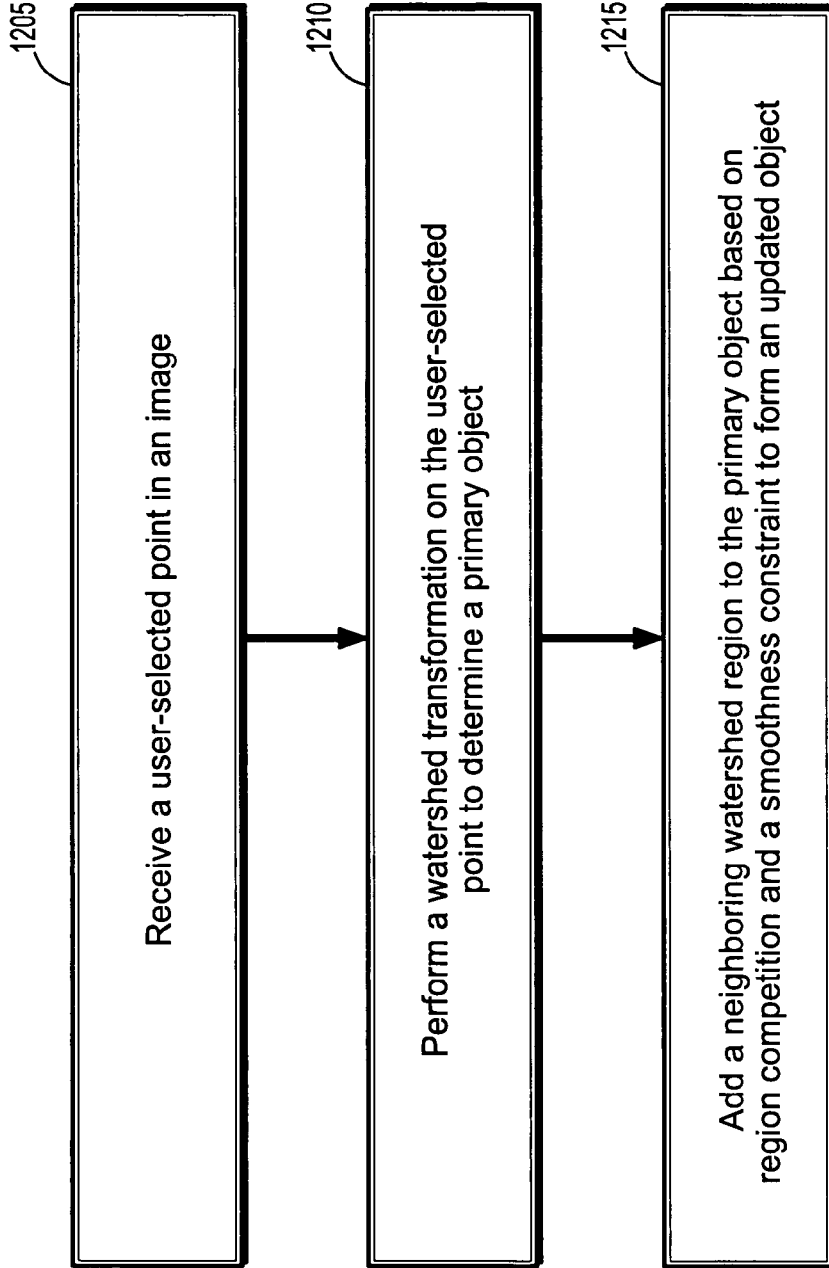 1205
Receive a user-selected point in an image
1210
Perform a watershed transformation on the user-selected
point to determine a primary object
1215
Add a neighboring watershed region to the primary object based on
region competition and a smoothness constraint to form an updated object